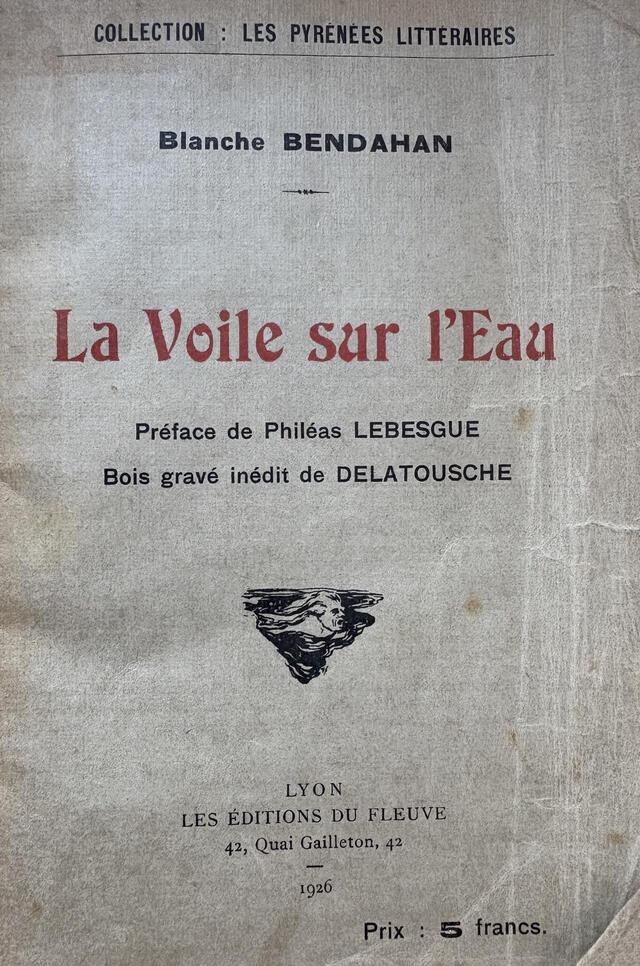 COLLECTION : LES PYRÉNÉES LITTÉRAIRES
Blanche BENDAHAN
La Voile sur l'Eau
Préface de Philéas LEBESGUE
Bois gravé inédit de DELATOUSCHE
LYON
LES ÉDITIONS DU FLEUVE
42, Quai Gailleton, 42
1926
Prix : 5 francs.